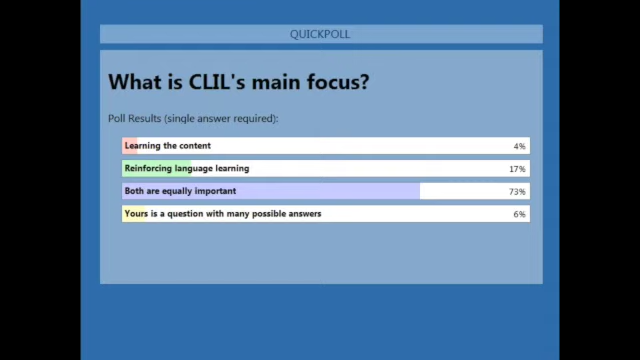 QUICKPOLL
What is CLIL's main focus?
Poll Results (single answer required):
Learning the content 4%
Reinforcing language learning 17%
Both are equally important 73%
Yours is a question with many possible answers 6%